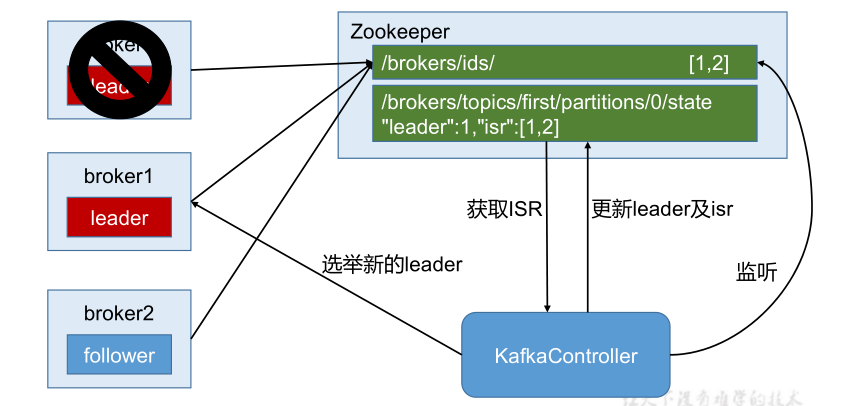 Zookeeper
/brokers/ids/ [1,2]
/brokers/topics/first/partitions/0/state
"leader":1,"isr":[1,2]
leader
broker1
leader
broker2
follower
获取ISR
更新leader及isr
选举新的leader
监听
KafkaController